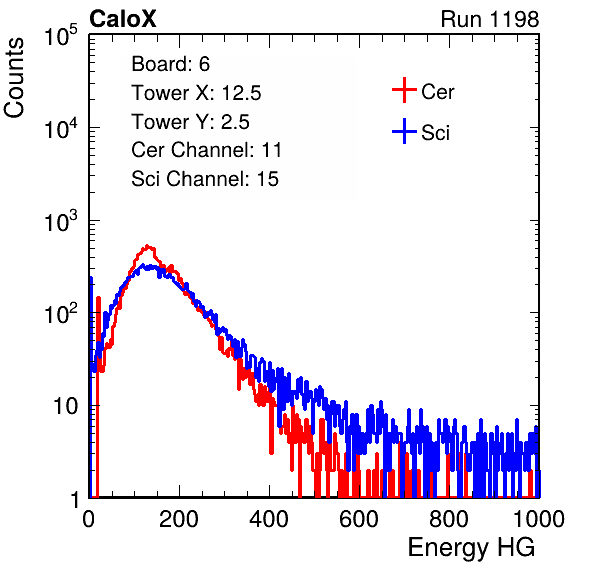 CaloX Run 1198
Counts
Board: 6
Tower X: 12.5
Tower Y: 2.5
Cer Channel: 11
Sci Channel: 15
Cer
Sci
10^5
10^4
10^3
10^2
10
1
0 200 400 600 800 1000
Energy HG